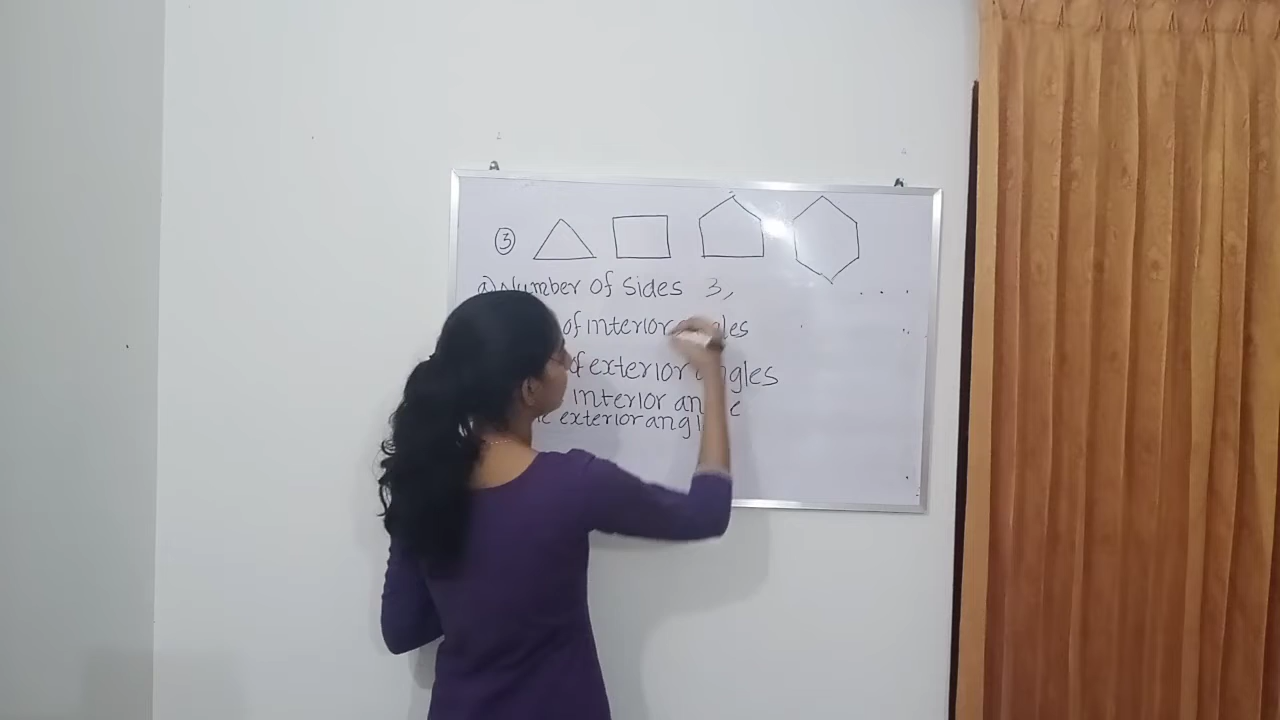 3
a) Number of Sides 3,
.... 
of interior angles
of exterior angles
interior angle
exterior angle